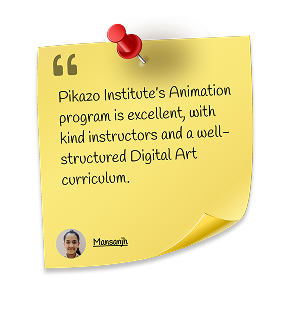 “
Pikazo Institute's Animation
program is excellent, with
kind instructors and a well-
structured Digital Art
curriculum.
Mansanjh